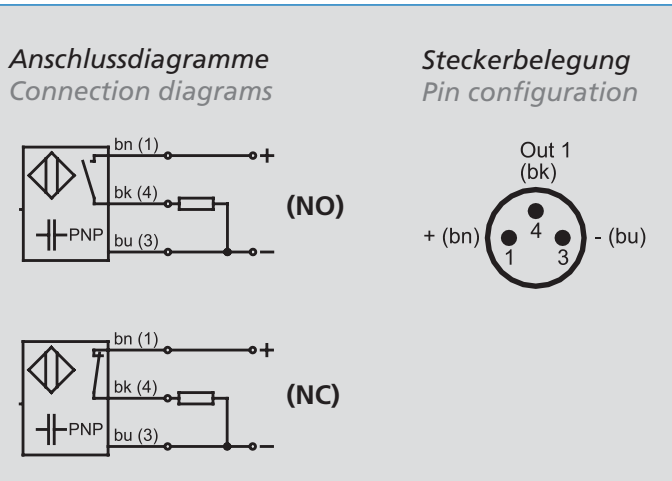 Anschlussdiagramme
Connection diagrams
bn (1)
+
bk (4)
(NO)
PNP
bu (3)
−
bn (1)
+
bk (4)
(NC)
PNP
bu (3)
−
Steckerbelegung
Pin configuration
Out 1
(bk)
+ (bn)
4
- (bu)
1
3